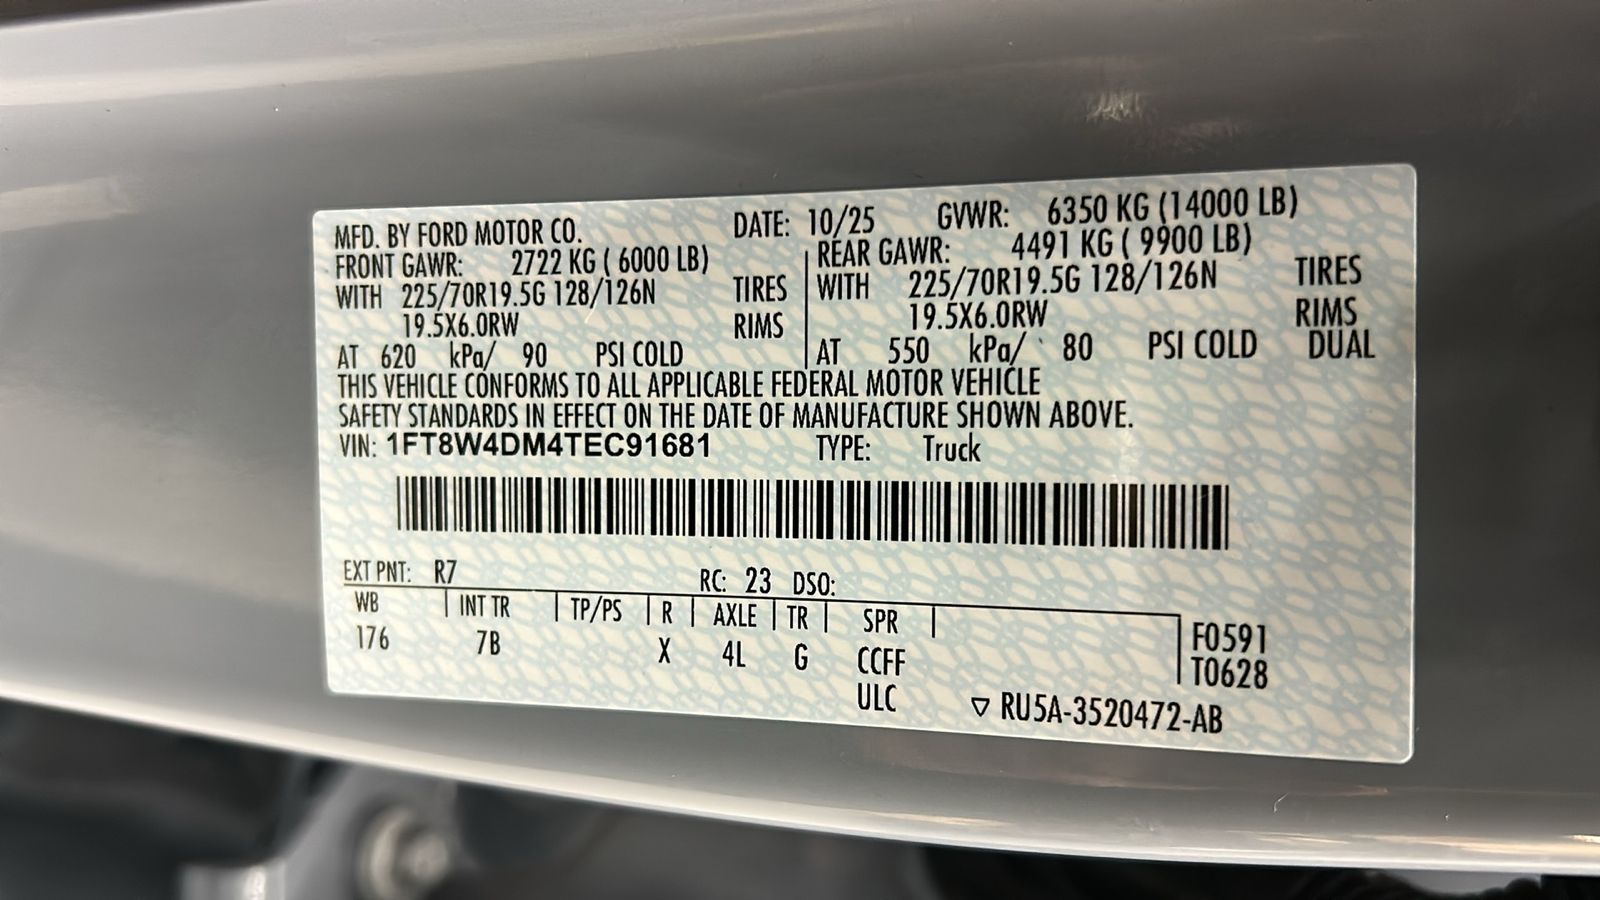 MFD. BY FORD MOTOR CO. DATE: 10/25 GVWR: 6350 KG (14000 LB)
FRONT GAWR: 2722 KG ( 6000 LB) REAR GAWR: 4491 KG ( 9900 LB)
WITH 225/70R19.5G 128/126N TIRES WITH 225/70R19.5G 128/126N TIRES
19.5X6.0RW RIMS 19.5X6.0RW RIMS
AT 620 kPa/ 90 PSI COLD AT 550 kPa/ 80 PSI COLD DUAL
THIS VEHICLE CONFORMS TO ALL APPLICABLE FEDERAL MOTOR VEHICLE
SAFETY STANDARDS IN EFFECT ON THE DATE OF MANUFACTURE SHOWN ABOVE.
VIN: 1FT8W4DM4TEC91681 TYPE: Truck
EXT PNT: R7 RC: 23 DSO:
WB INT TR TP/PS R AXLE TR SPR F0591
176 7B X 4L G CCFF T0628
ULC RU5A-3520472-AB